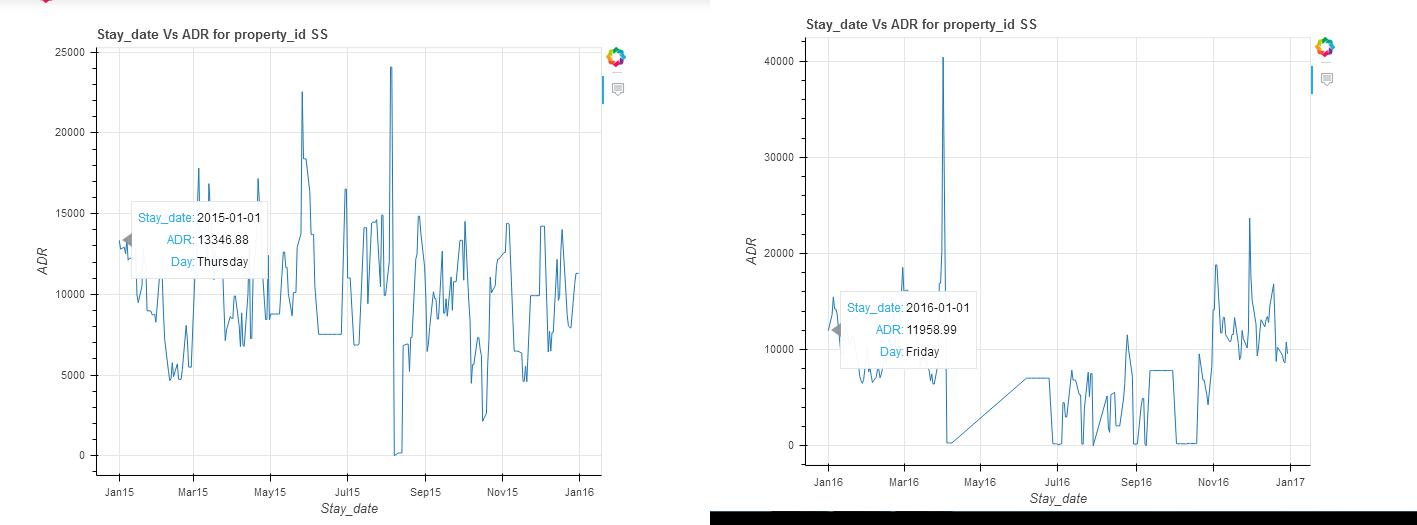 Stay_date Vs ADR for property_id SS
25000
20000
15000
10000
5000
0
ADR
Stay_date: 2015-01-01
ADR: 13346.88
Day: Thursday
Jan15 Mar15 May15 Jul15 Sep15 Nov15 Jan16
Stay_date
Stay_date Vs ADR for property_id SS
40000
30000
20000
10000
0
ADR
Stay_date: 2016-01-01
ADR: 11958.99
Day: Friday
Jan16 Mar16 May16 Jul16 Sep16 Nov16 Jan17
Stay_date